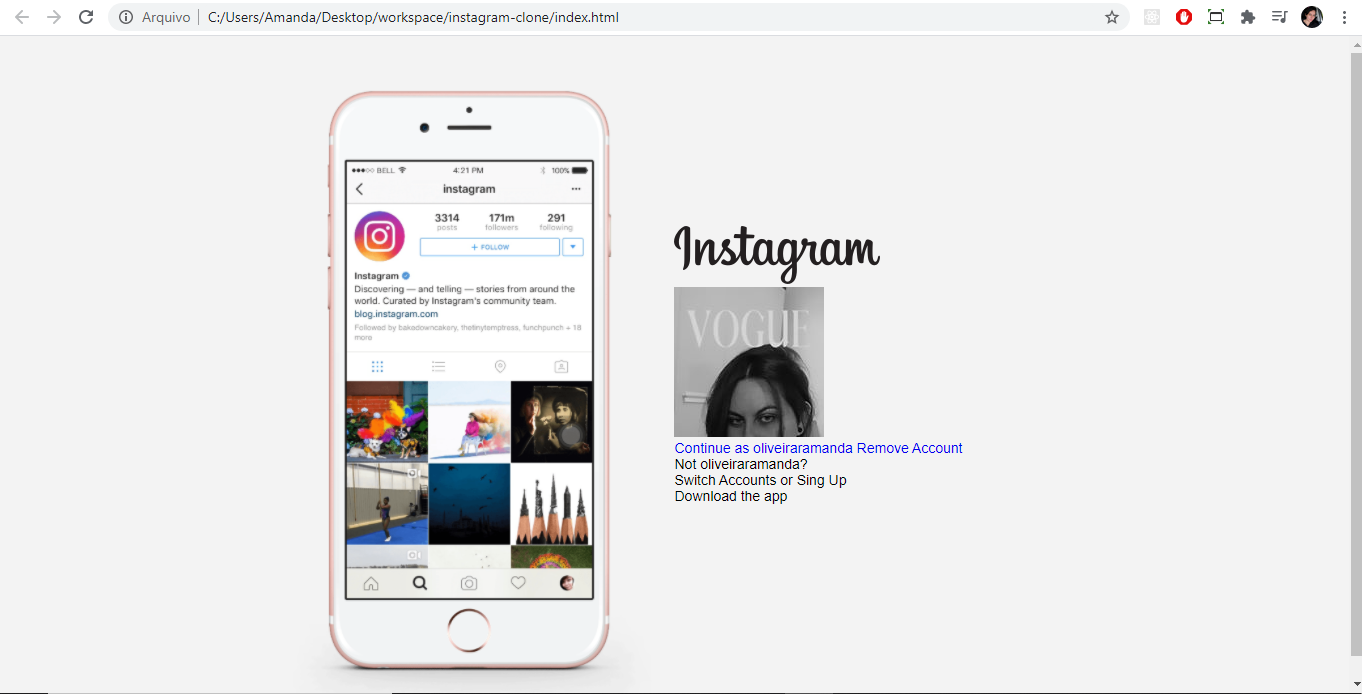 Arquivo C:/Users/Amanda/Desktop/workspace/instagram-clone/index.html
BELL 4:21 PM 100%
instagram
3314 171m 291
posts followers following
+ FOLLOW
Instagram
Discovering — and telling — stories from around the
world. Curated by Instagram's community team.
blog.instagram.com
Followed by bakadowncakery, thetinytemptress, funchpunch + 18
more
Instagram
VOGUE
Continue as oliveiraramanda Remove Account
Not oliveiraramanda?
Switch Accounts or Sing Up
Download the app